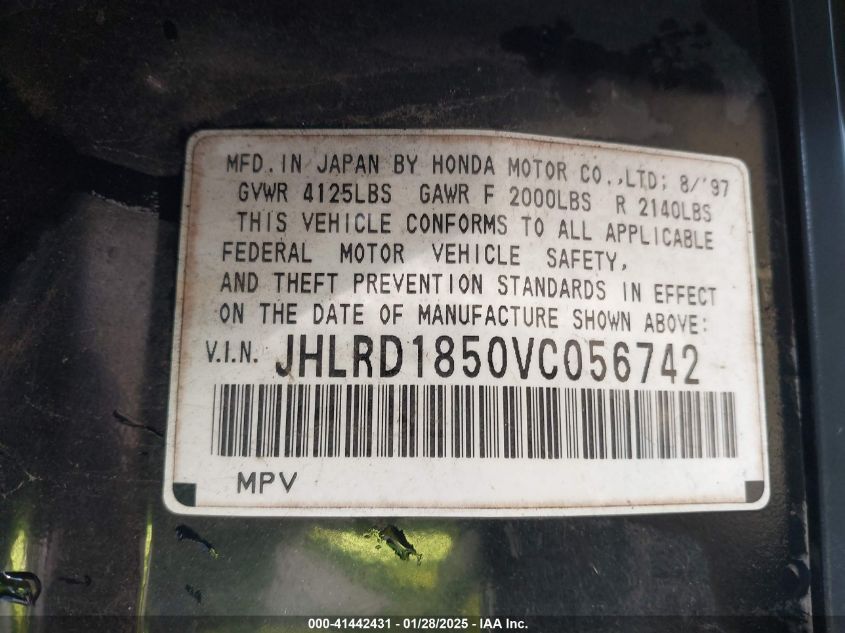 MFD. IN JAPAN BY HONDA MOTOR CO.,LTD; 8/'97
GVWR 4125LBS GAWR F 2000LBS R 2140LBS
THIS VEHICLE CONFORMS TO ALL APPLICABLE
FEDERAL MOTOR VEHICLE SAFETY,
AND THEFT PREVENTION STANDARDS IN EFFECT
ON THE DATE OF MANUFACTURE SHOWN ABOVE:
V.I.N. JHLRD1850VC056742
MPV
000-41442431 - 01/28/2025 - IAA Inc.